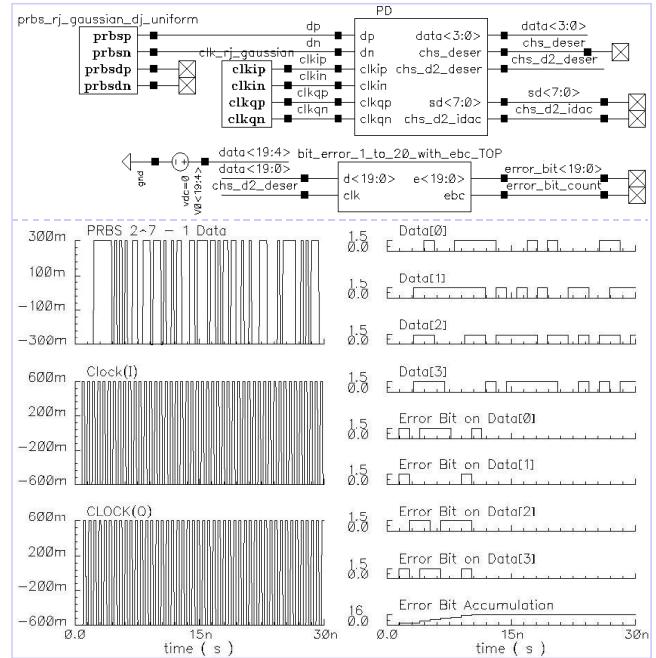 prbs_rj_gaussian_dj_uniform
prbsp
prbsn
prbsdp
prbsdn
clk_rj_gaussian
clkip
clkin
clkqp
clkqn
dp
dn
clkip
clkin
clkqp
clkqn
PD
dp
dn
clkip
clkin
clkqp
clkqn
data<3:0>
chs_deser
chs_d2_deser
sd<7:0>
chs_d2_idac
data<3:0>
chs_deser
chs_d2_deser
sd<7:0>
chs_d2_idac
gnd
vdc=0
V0<19:4>
data<19:4>
data<19:0>
chs_d2_deser
bit_error_1_to_20_with_ebc_TOP
d<19:0> e<19:0>
clk ebc
error_bit<19:0>
error_bit_count
PRBS 2^7 - 1 Data
300m
100m
-100m
-300m
Clock(I)
600m
200m
-200m
-600m
CLOCK(Q)
600m
200m
-200m
-600m
0.0 15n 30n
time ( s )
Data[0]
1.5
0.0
Data[1]
1.5
0.0
Data[2]
1.5
0.0
Data[3]
1.5
0.0
Error Bit on Data[0]
1.5
0.0
Error Bit on Data[1]
1.5
0.0
Error Bit on Data[2]
1.5
0.0
Error Bit on Data[3]
1.5
0.0
Error Bit Accumulation
16
0.0
0.0 15n 30n
time ( s )